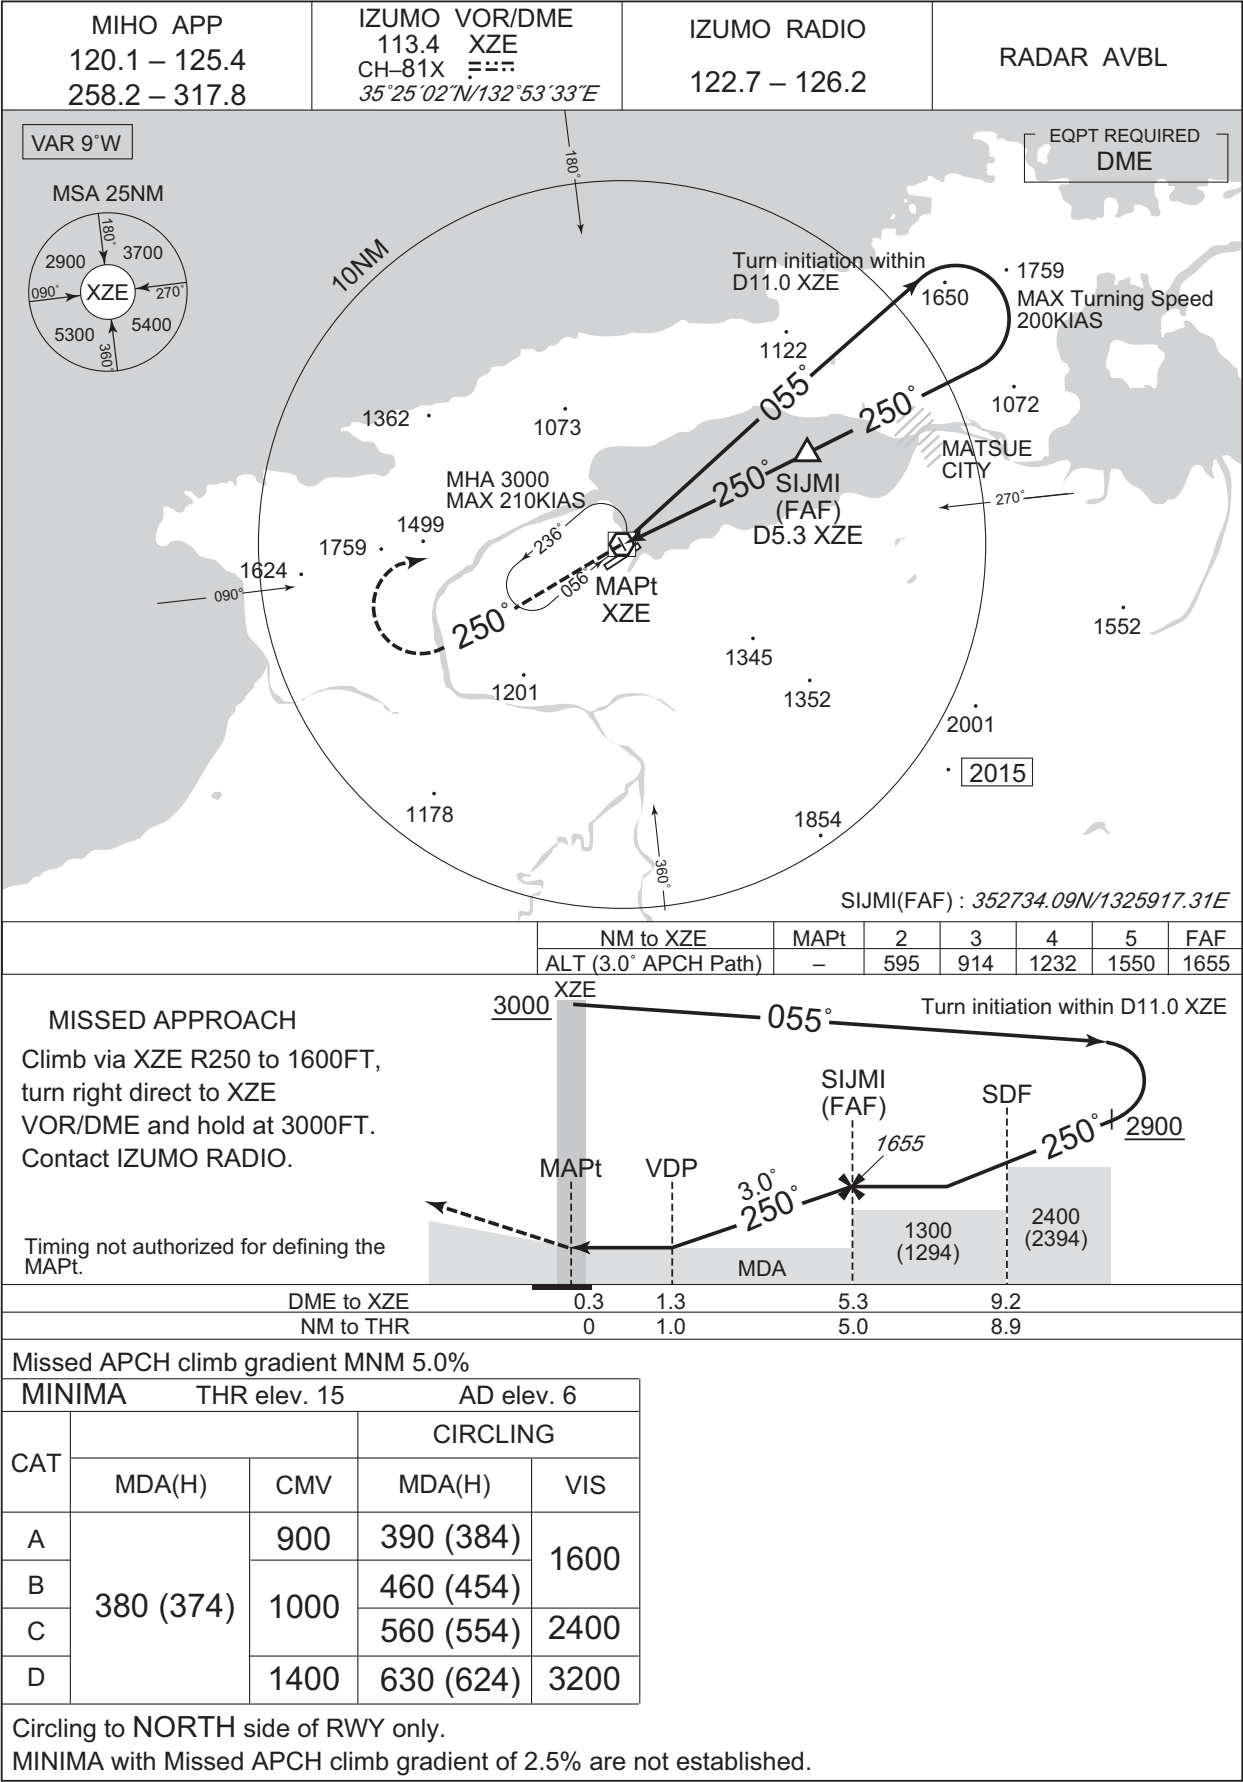 MIHO APP
120.1 – 125.4
258.2 – 317.8
IZUMO VOR/DME
113.4 XZE
CH–81X
35°25´02˝N/132°53´33˝E
IZUMO RADIO
122.7 – 126.2
RADAR AVBL
VAR 9˚W
EQPT REQUIRED
DME
MSA 25NM
180˚
2900
3700
090˚
XZE
270˚
5300
5400
360˚
180˚
10NM
Turn initiation within
D11.0 XZE
1650
1759
MAX Turning Speed
200KIAS
1122
055˚
250˚
1072
1362
1073
MATSUE
CITY
MHA 3000
MAX 210KIAS
250˚
SIJMI
(FAF)
D5.3 XZE
270˚
1499
1759
1624
236˚
056˚
090˚
MAPt
XZE
250˚
1552
1345
1201
1352
2001
2015
1178
1854
360˚
SIJMI(FAF) : 352734.09N/1325917.31E
NM to XZE MAPt 2 3 4 5 FAF
ALT (3.0˚ APCH Path) – 595 914 1232 1550 1655
MISSED APPROACH
Climb via XZE R250 to 1600FT,
turn right direct to XZE
VOR/DME and hold at 3000FT.
Contact IZUMO RADIO.
Timing not authorized for defining the
MAPt.
XZE
3000
055˚
Turn initiation within D11.0 XZE
SIJMI
(FAF)
SDF
1655
250˚
2900
MAPt
VDP
3.0˚
250˚
1300
(1294)
2400
(2394)
MDA
DME to XZE 0.3 1.3 5.3 9.2
NM to THR 0 1.0 5.0 8.9
Missed APCH climb gradient MNM 5.0%
MINIMA THR elev. 15 AD elev. 6
CAT
CIRCLING
MDA(H) CMV MDA(H) VIS
A 900 390 (384)
1600
B 460 (454)
380 (374) 1000
C 560 (554) 2400
D 1400 630 (624) 3200
Circling to NORTH side of RWY only.
MINIMA with Missed APCH climb gradient of 2.5% are not established.